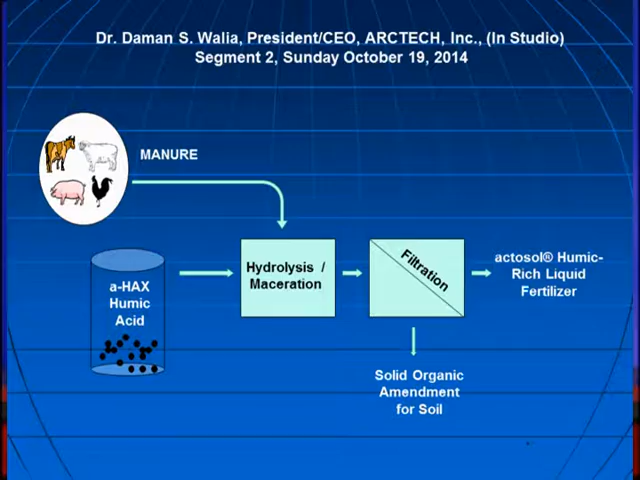 Dr. Daman S. Walia, President/CEO, ARCTECH, Inc., (In Studio)
Segment 2, Sunday October 19, 2014
MANURE
a-HAX
Humic
Acid
Hydrolysis /
Maceration
Filtration
actosol® Humic-
Rich Liquid
Fertilizer
Solid Organic
Amendment
for Soil